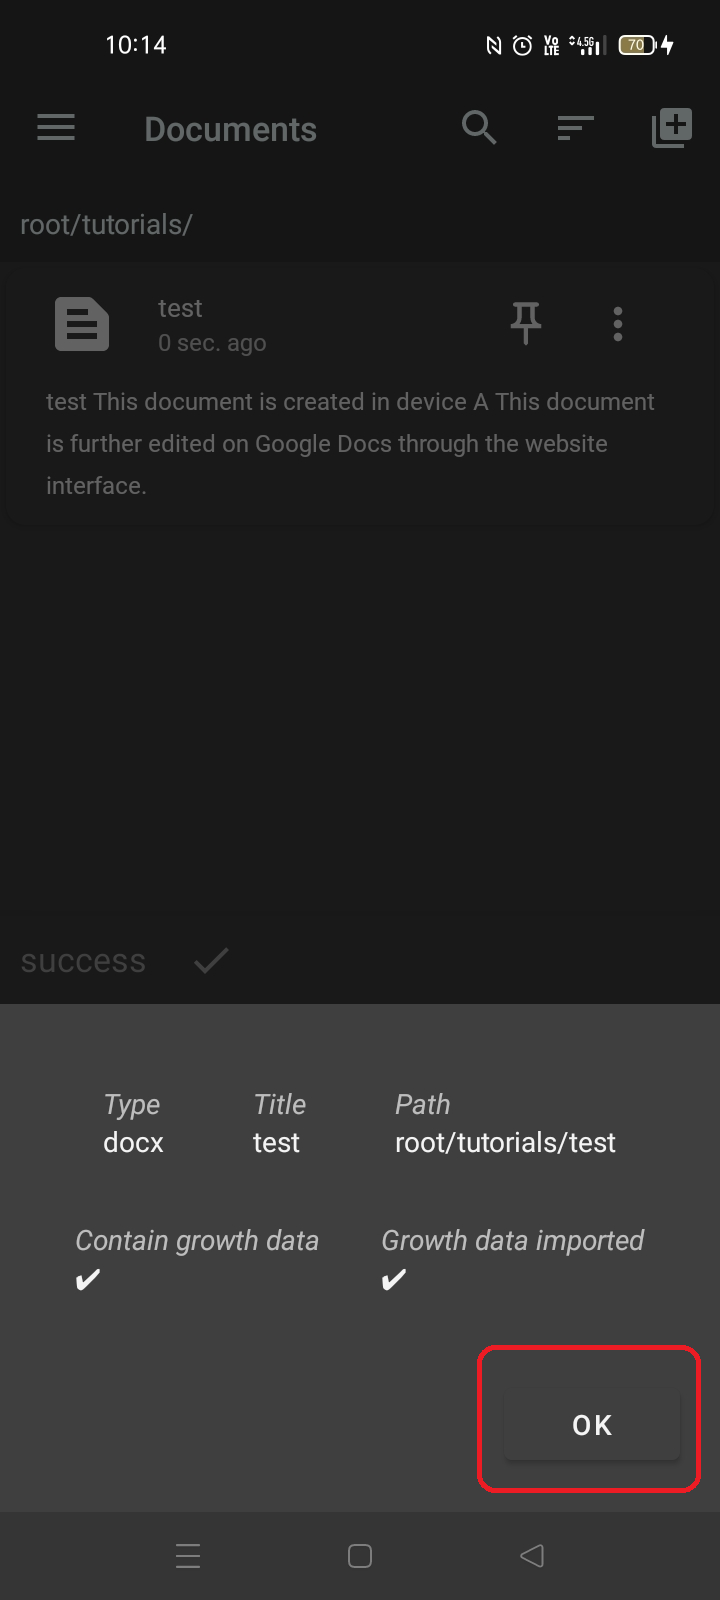 10:14
Vo LTE
4.5G
70
Documents
root/tutorials/
test
0 sec. ago
test This document is created in device A This document
is further edited on Google Docs through the website
interface.
success
Type Title Path
docx test root/tutorials/test
Contain growth data Growth data imported
✔ ✔
OK